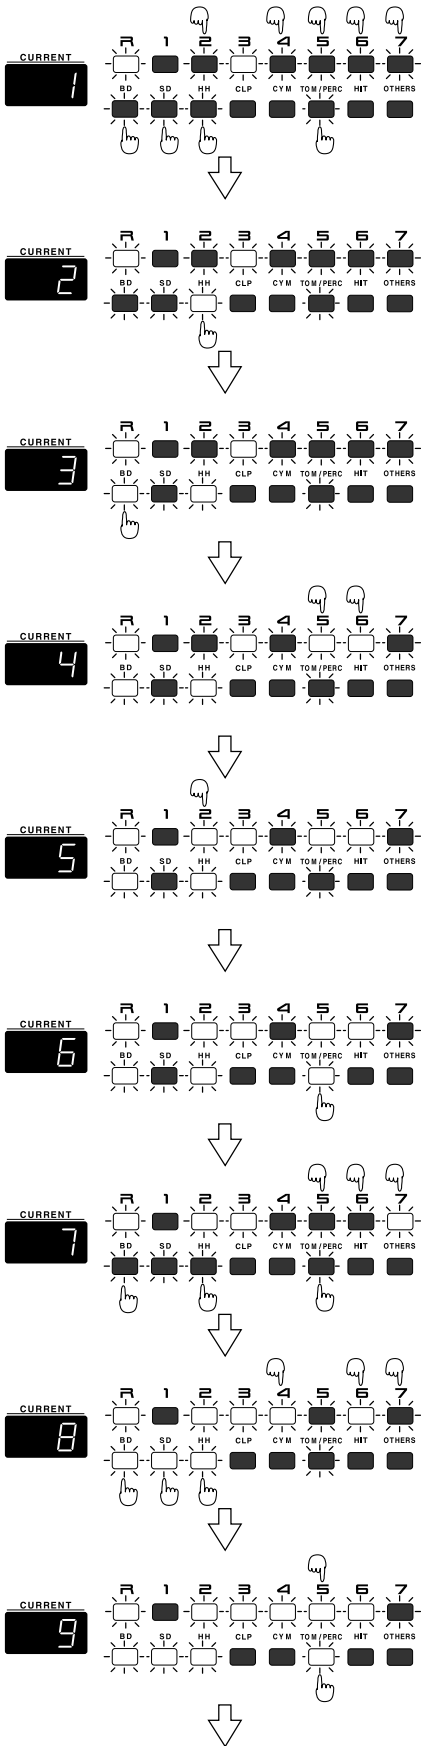 R 1 2 3 4 5 6 7
CURRENT
1
BD SD HH CLP CYM TOM/PERC HIT OTHERS
R 1 2 3 4 5 6 7
CURRENT
2
BD SD HH CLP CYM TOM/PERC HIT OTHERS
R 1 2 3 4 5 6 7
CURRENT
3
BD SD HH CLP CYM TOM/PERC HIT OTHERS
R 1 2 3 4 5 6 7
CURRENT
4
BD SD HH CLP CYM TOM/PERC HIT OTHERS
R 1 2 3 4 5 6 7
CURRENT
5
BD SD HH CLP CYM TOM/PERC HIT OTHERS
R 1 2 3 4 5 6 7
CURRENT
6
BD SD HH CLP CYM TOM/PERC HIT OTHERS
R 1 2 3 4 5 6 7
CURRENT
7
BD SD HH CLP CYM TOM/PERC HIT OTHERS
R 1 2 3 4 5 6 7
CURRENT
8
BD SD HH CLP CYM TOM/PERC HIT OTHERS
R 1 2 3 4 5 6 7
CURRENT
9
BD SD HH CLP CYM TOM/PERC HIT OTHERS